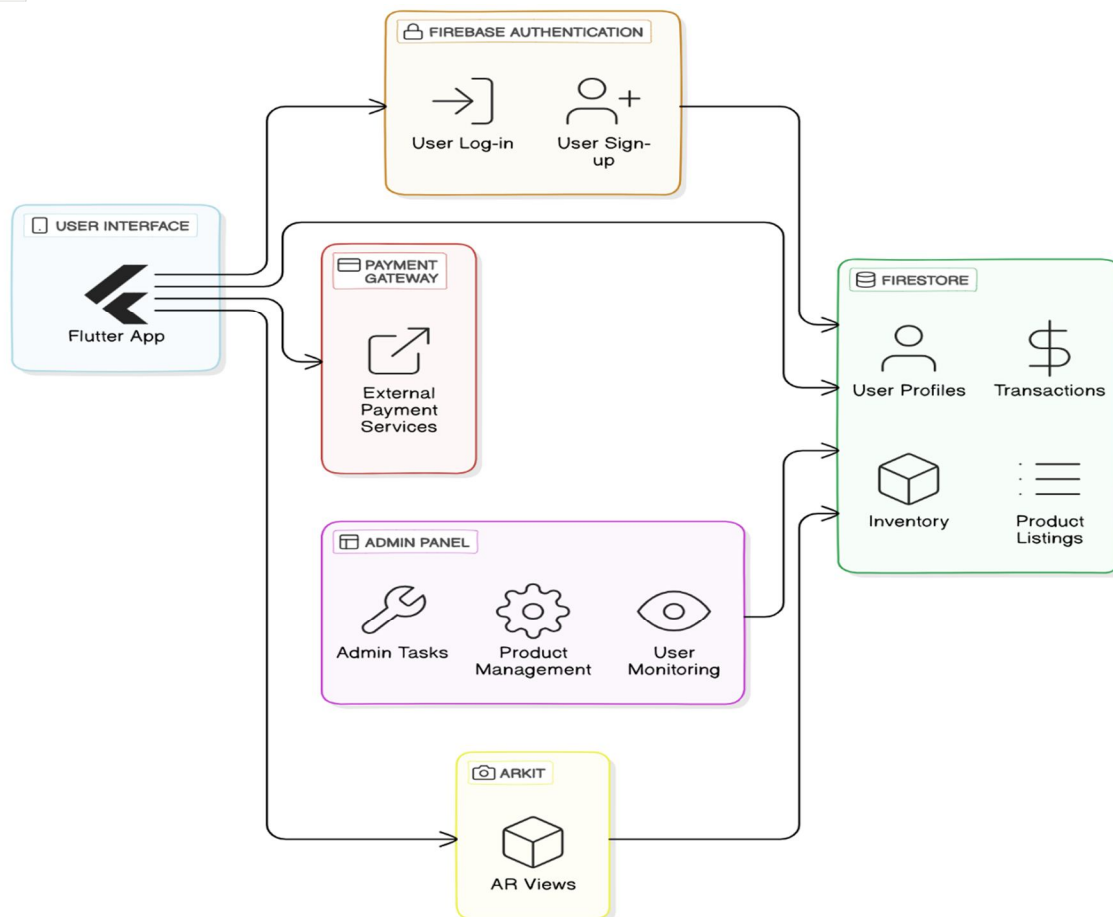 FIREBASE AUTHENTICATION
User Log-in
User Sign-
up
USER INTERFACE
Flutter App
PAYMENT
GATEWAY
External
Payment
Services
FIRESTORE
User Profiles
Transactions
Inventory
Product
Listings
ADMIN PANEL
Admin Tasks
Product
Management
User
Monitoring
ARKIT
AR Views